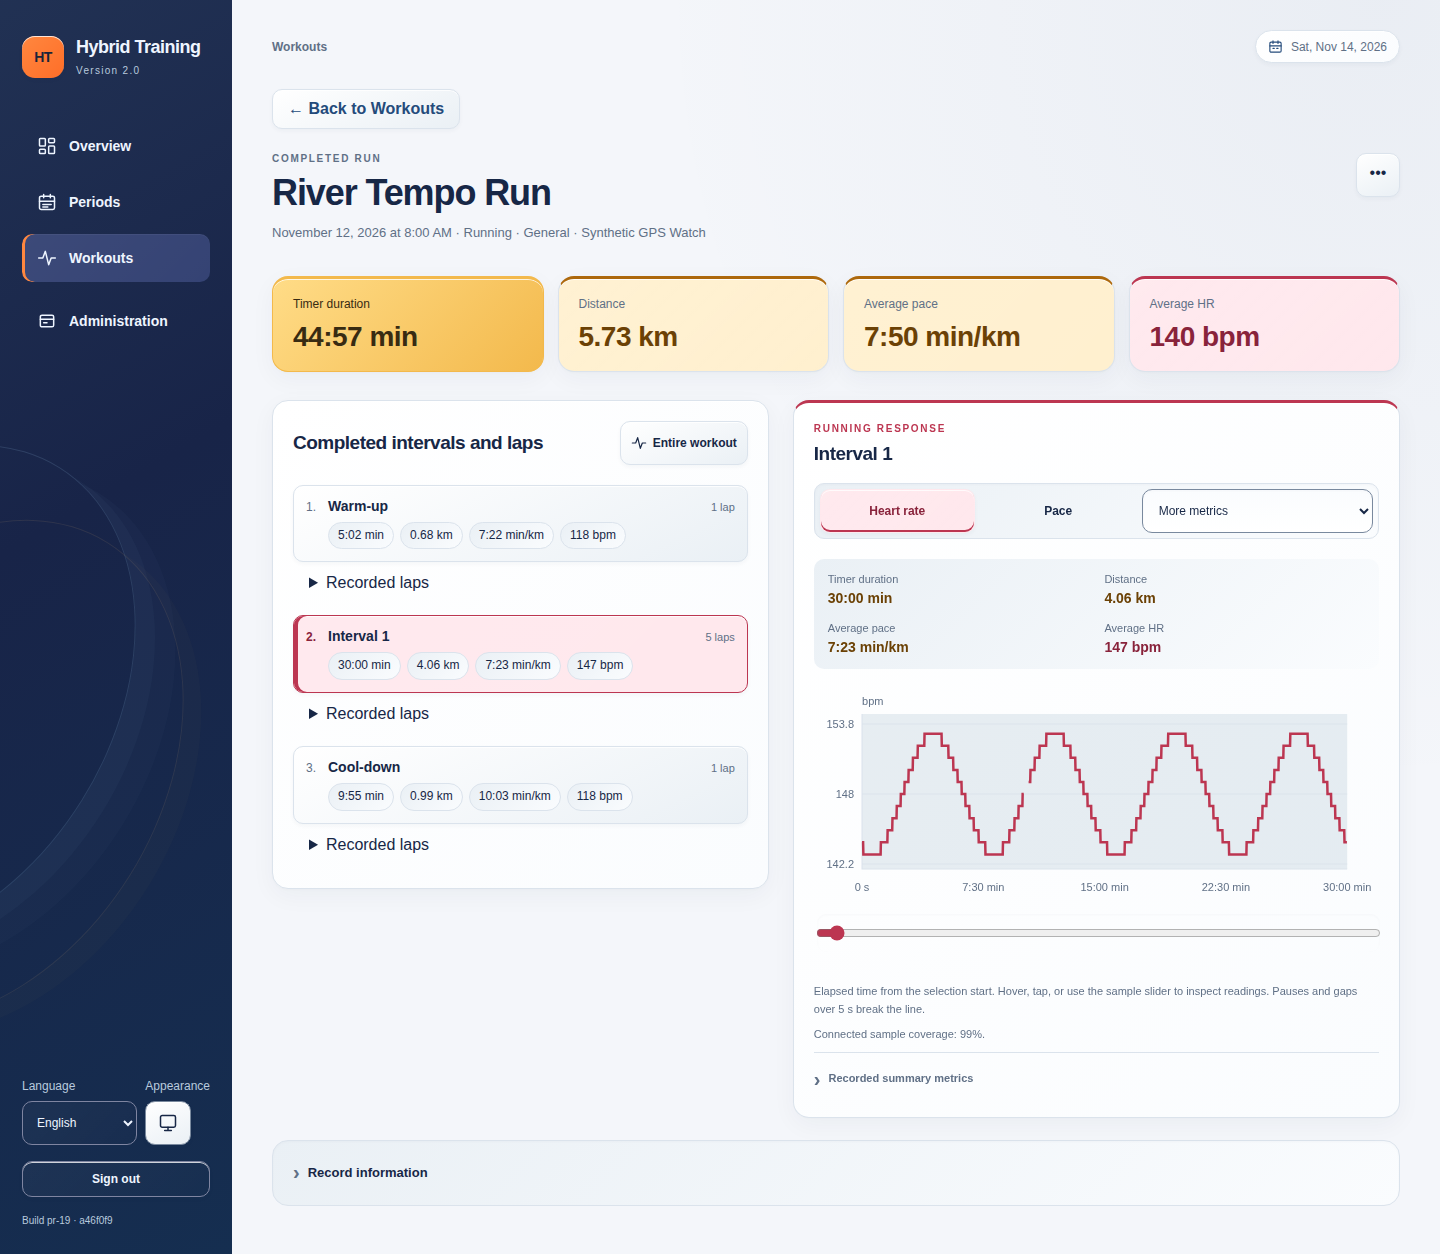 HT
Hybrid Training
Version 2.0
Overview
Periods
Workouts
Administration
Language
Appearance
English
Sign out
Build pr-19 · a46f0f9
Workouts
Sat, Nov 14, 2026
← Back to Workouts
COMPLETED RUN
River Tempo Run
•••
November 12, 2026 at 8:00 AM · Running · General · Synthetic GPS Watch
Timer duration
44:57 min
Distance
5.73 km
Average pace
7:50 min/km
Average HR
140 bpm
Completed intervals and laps
Entire workout
1. Warm-up 1 lap
5:02 min 0.68 km 7:22 min/km 118 bpm
Recorded laps
2. Interval 1 5 laps
30:00 min 4.06 km 7:23 min/km 147 bpm
Recorded laps
3. Cool-down 1 lap
9:55 min 0.99 km 10:03 min/km 118 bpm
Recorded laps
RUNNING RESPONSE
Interval 1
Heart rate Pace More metrics
Timer duration
30:00 min
Distance
4.06 km
Average pace
7:23 min/km
Average HR
147 bpm
bpm
153.8
148
142.2
0 s 7:30 min 15:00 min 22:30 min 30:00 min
Elapsed time from the selection start. Hover, tap, or use the sample slider to inspect readings. Pauses and gaps
over 5 s break the line.
Connected sample coverage: 99%.
Recorded summary metrics
Record information